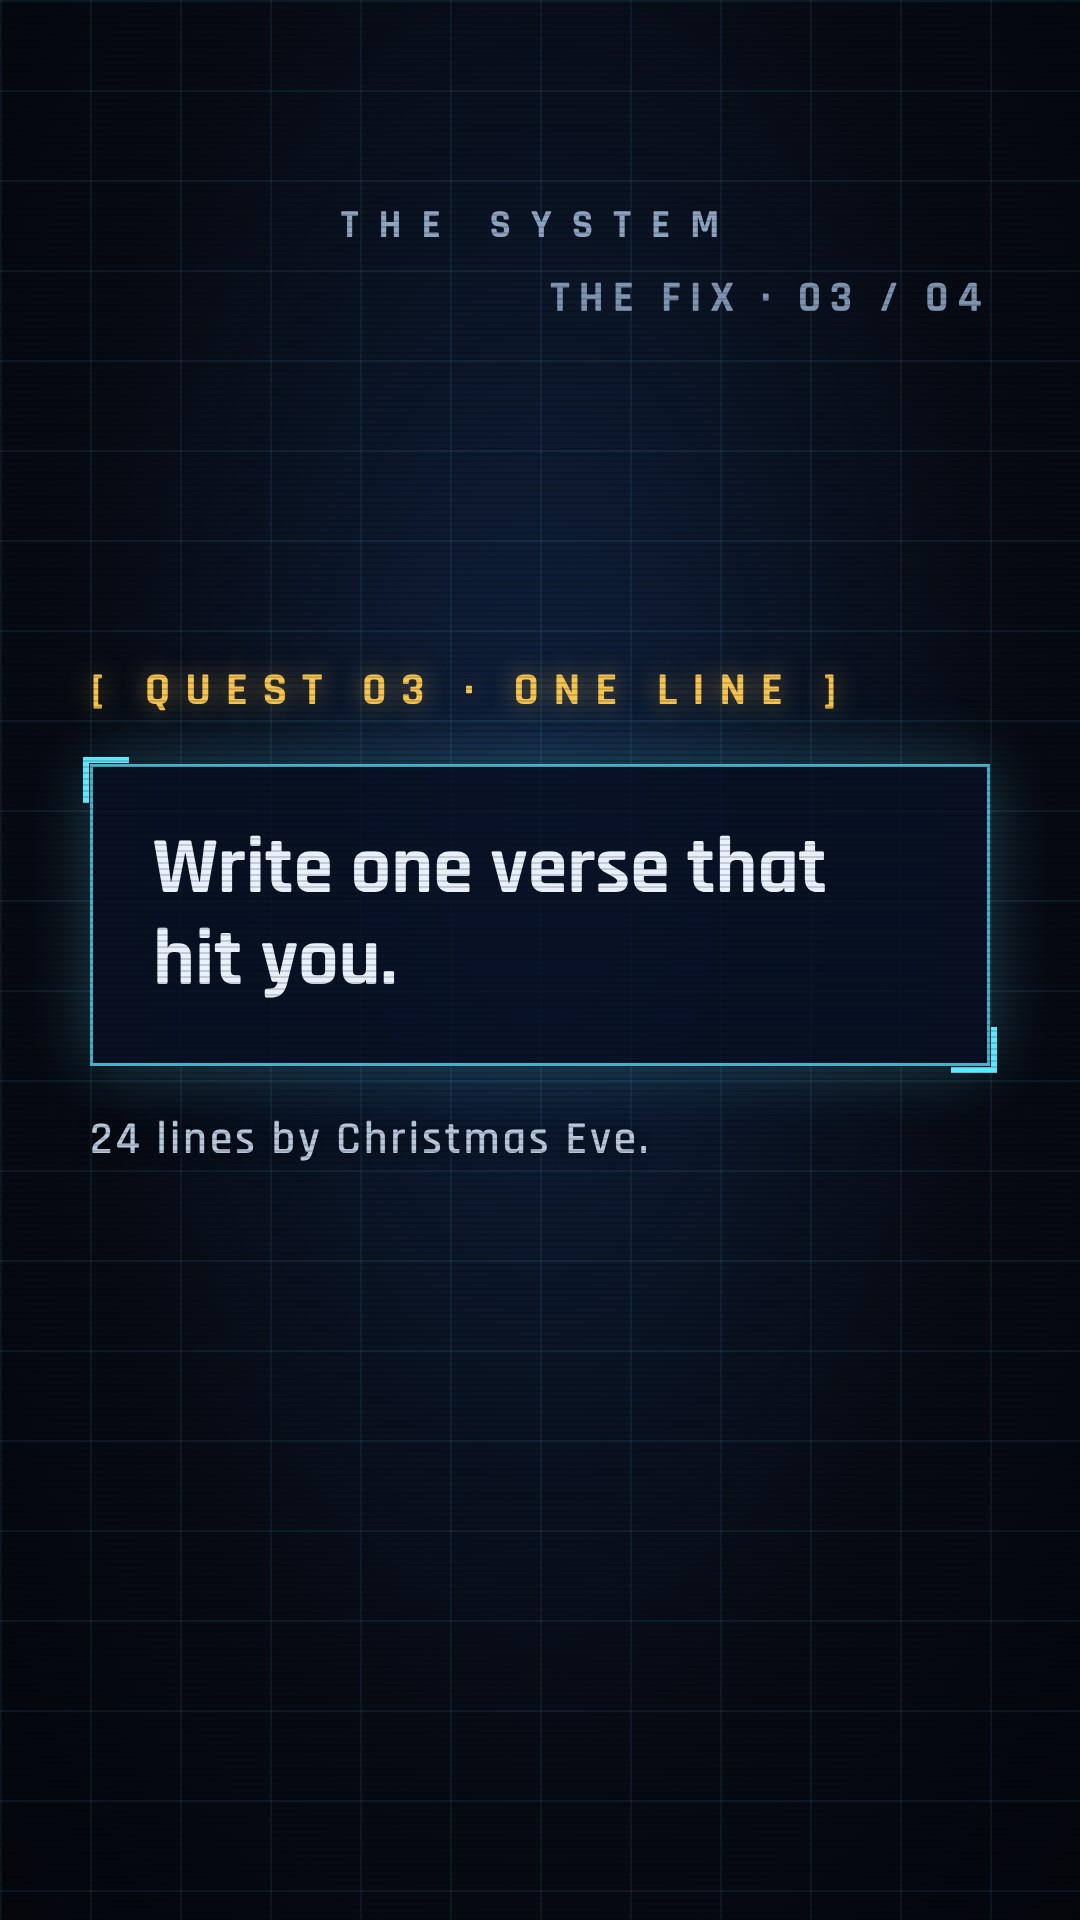 THE SYSTEM
THE FIX · 03 / 04
[ QUEST 03 · ONE LINE ]
Write one verse that
hit you.
24 lines by Christmas Eve.